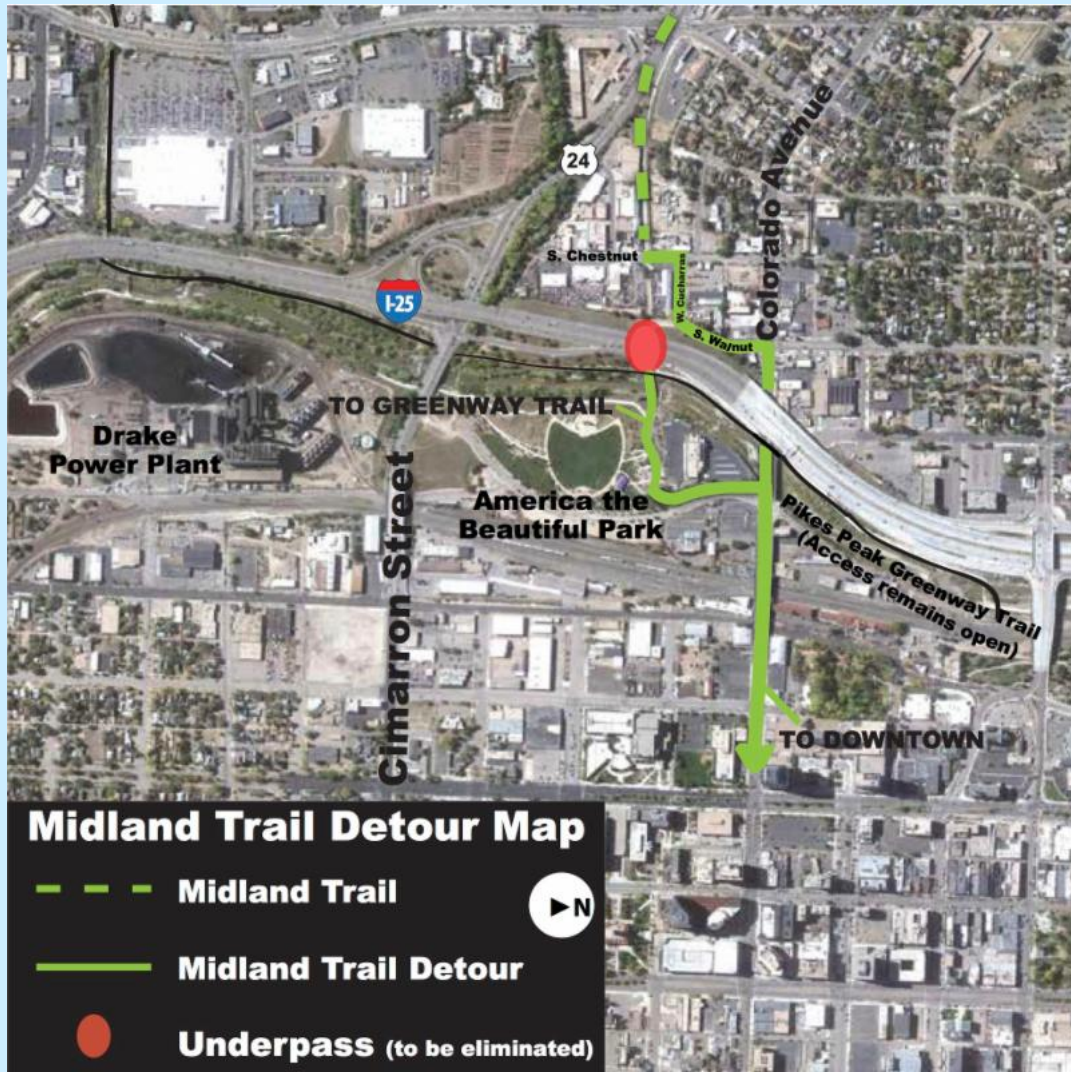 24
Colorado Avenue
S. Chestnut
W. Cucharras
I-25
S. Walnut
TO GREENWAY TRAIL
Drake
Power Plant
Cimarron Street
America the
Beautiful Park
Pikes Peak Greenway Trail
(Access remains open)
TO DOWNTOWN
Midland Trail Detour Map
Midland Trail
N
Midland Trail Detour
Underpass (to be eliminated)